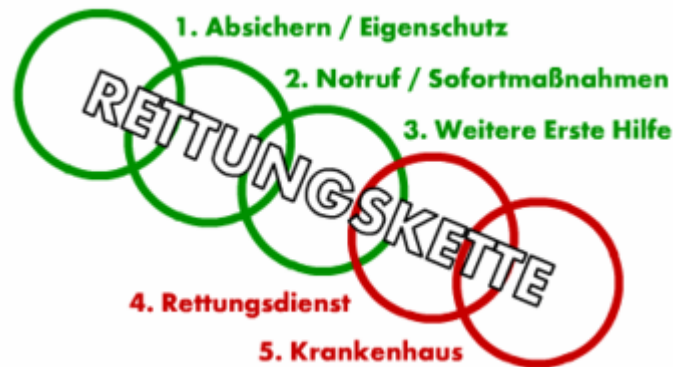 1. Absichern / Eigenschutz
2. Notruf / Sofortmaßnahmen
3. Weitere Erste Hilfe
RETTUNGSKETTE
4. Rettungsdienst
5. Krankenhaus